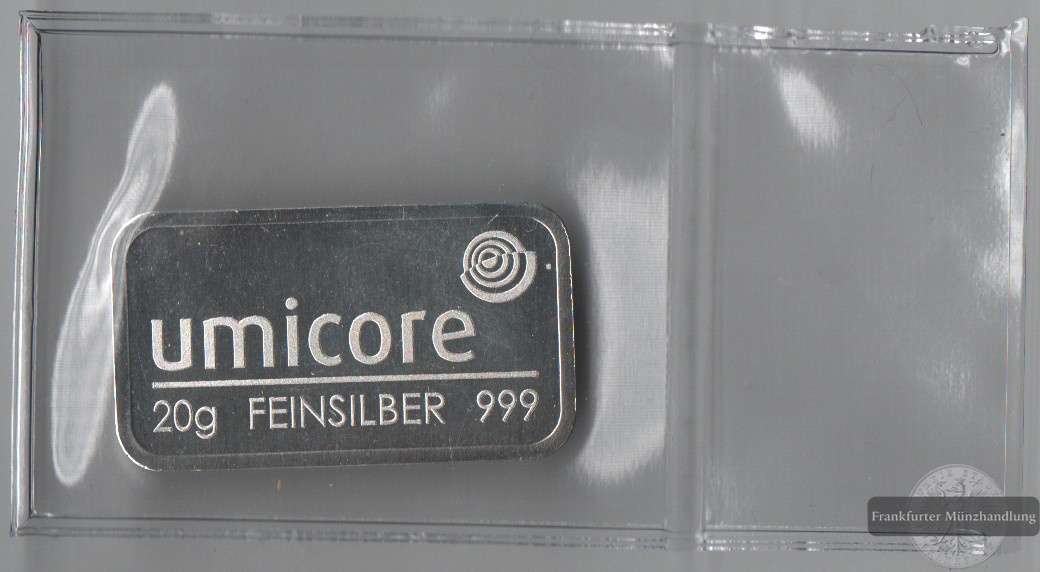 umicore
20g FEINSILBER 999
Frankfurter Münzhandlung